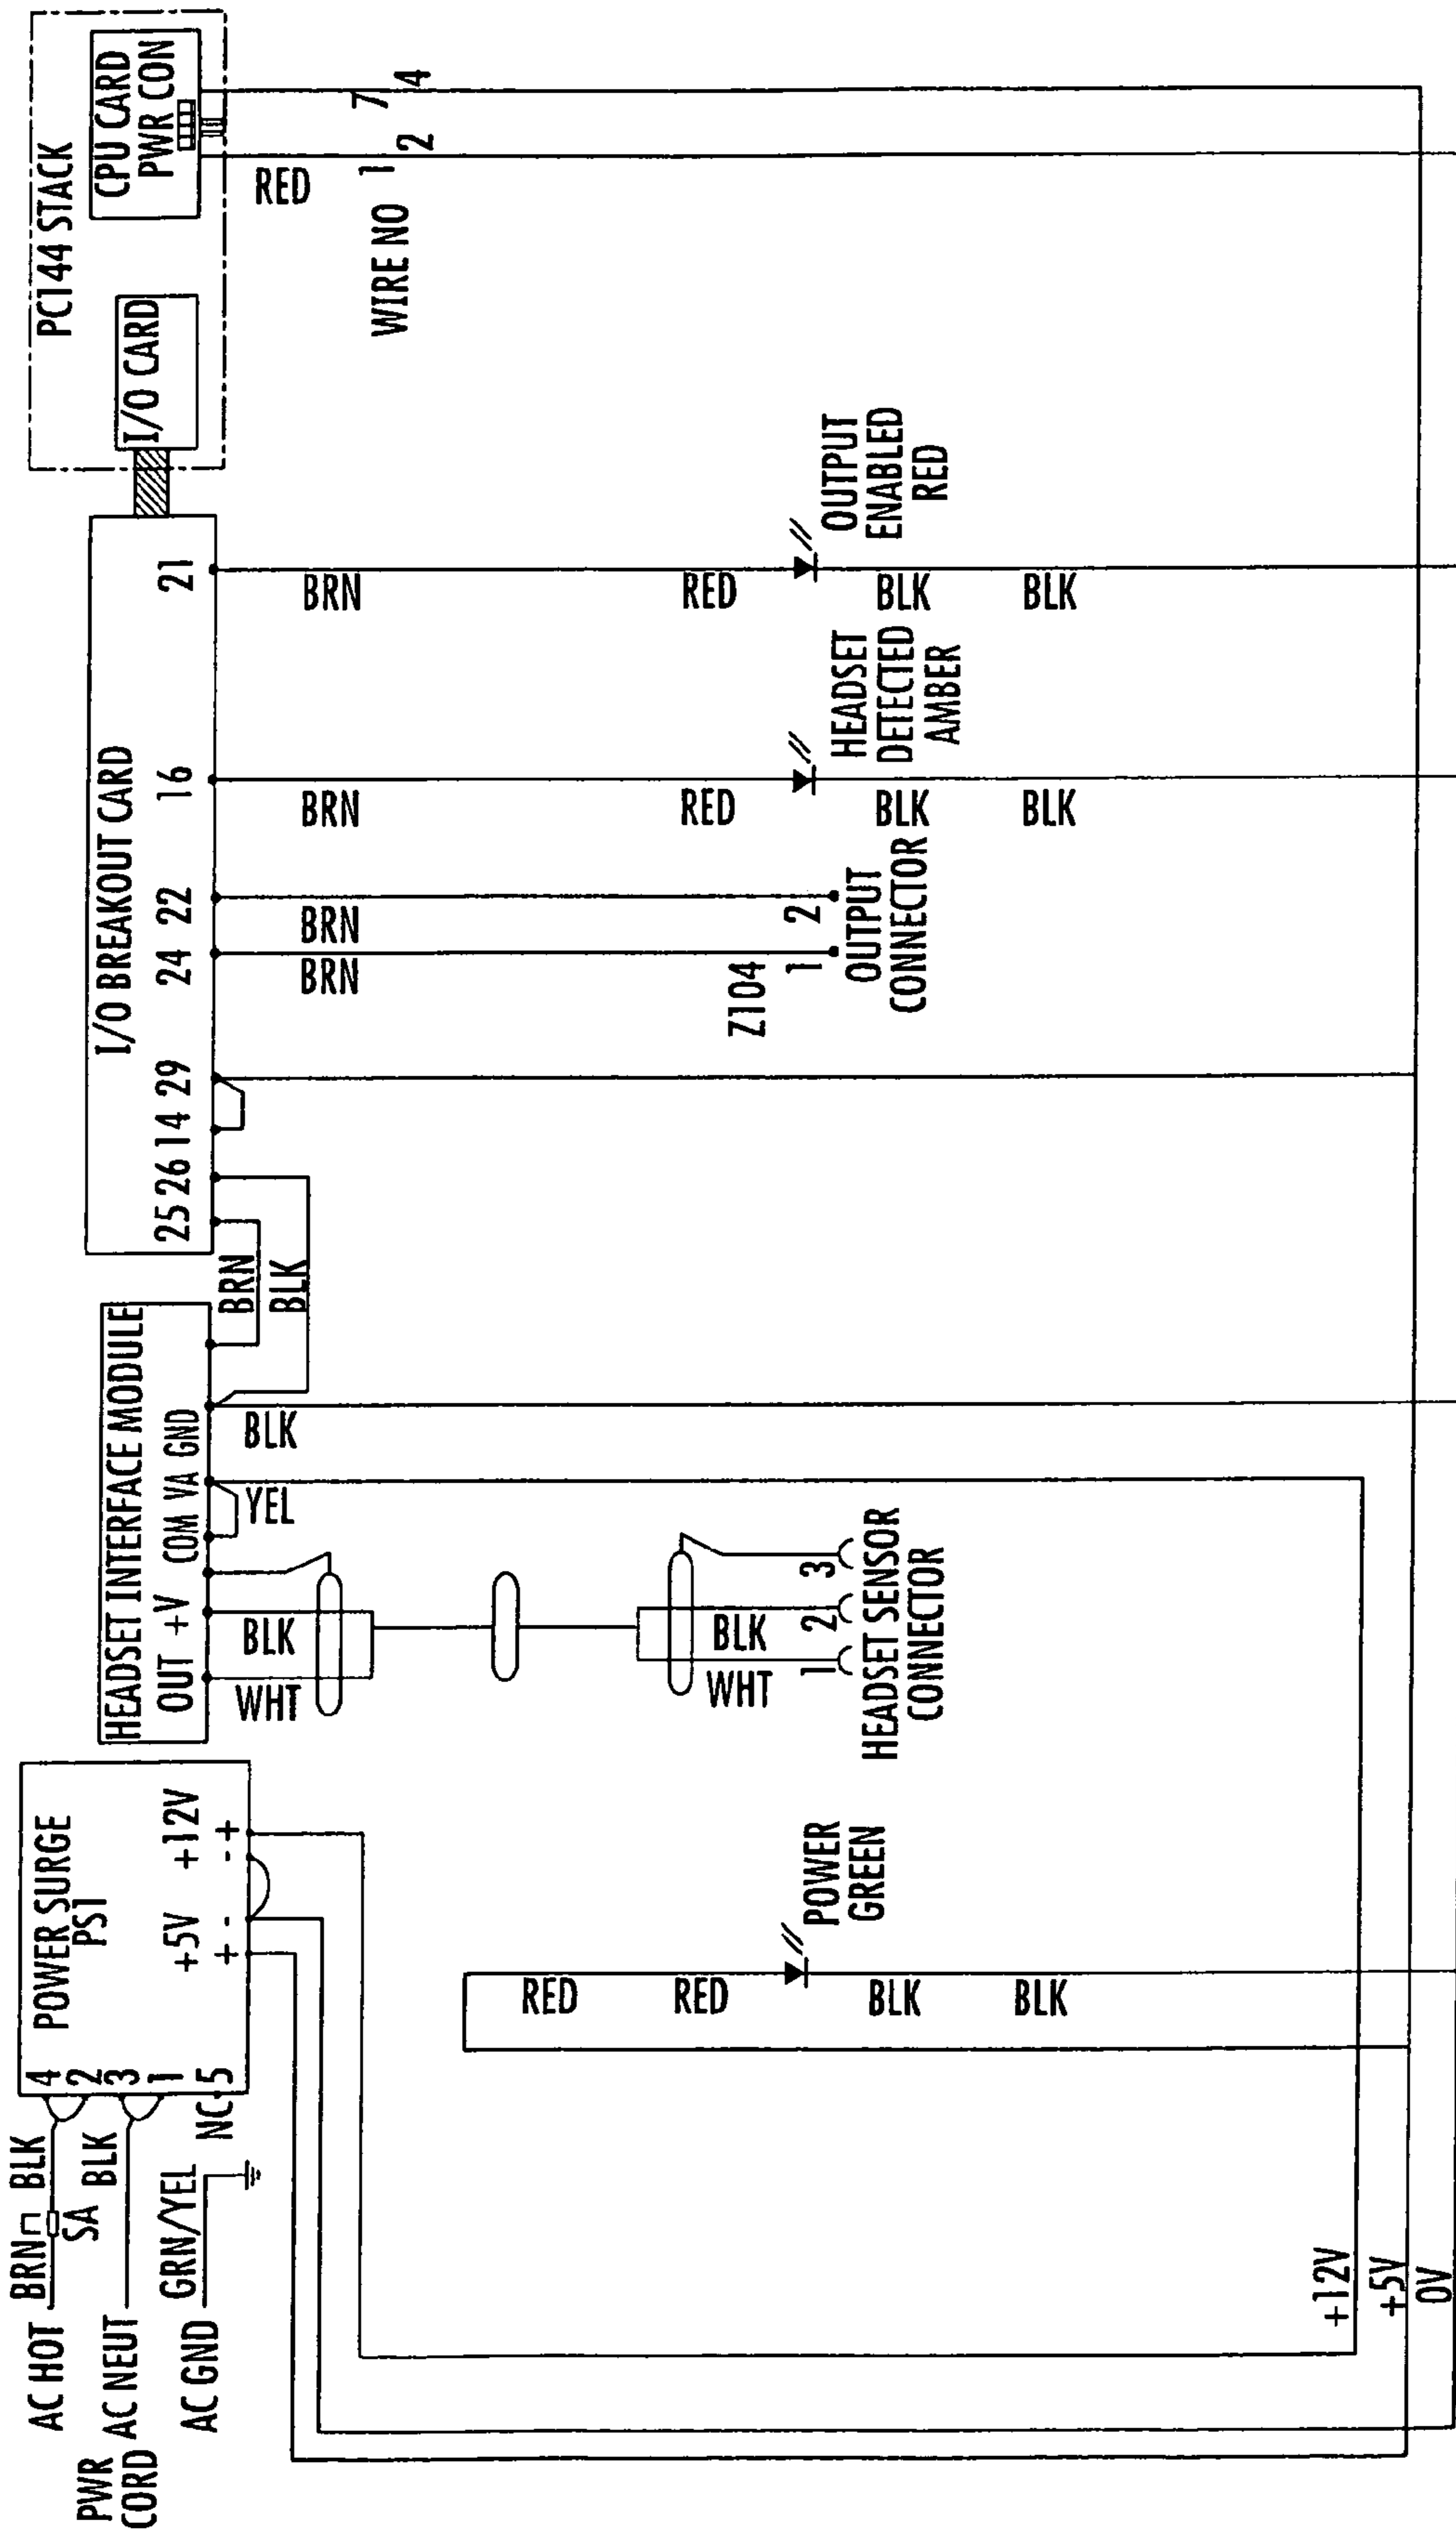 PWR
CORD
AC HOT
AC NEUT
AC GND
BRN
BLK
SA
BLK
GRN/YEL
NC
4
2
3
1
5
POWER SURGE
PS1
+5V
+12V
+
-
-
+
HEADSET INTERFACE MODULE
OUT
+V
COM
VA
GND
WHT
BLK
YEL
BLK
BRN
BLK
I/O BREAKOUT CARD
25
26
14
29
24
22
16
21
BRN
BRN
BRN
BRN
PC144 STACK
I/O CARD
CPU CARD
PWR CON
RED
WIRE NO
1
7
2
4
RED
RED
POWER
GREEN
BLK
BLK
WHT
BLK
1
2
3
HEADSET SENSOR
CONNECTOR
Z104
1
2
OUTPUT
CONNECTOR
RED
HEADSET
DETECTED
AMBER
BLK
BLK
RED
OUTPUT
ENABLED
RED
BLK
BLK
+12V
+5V
0V